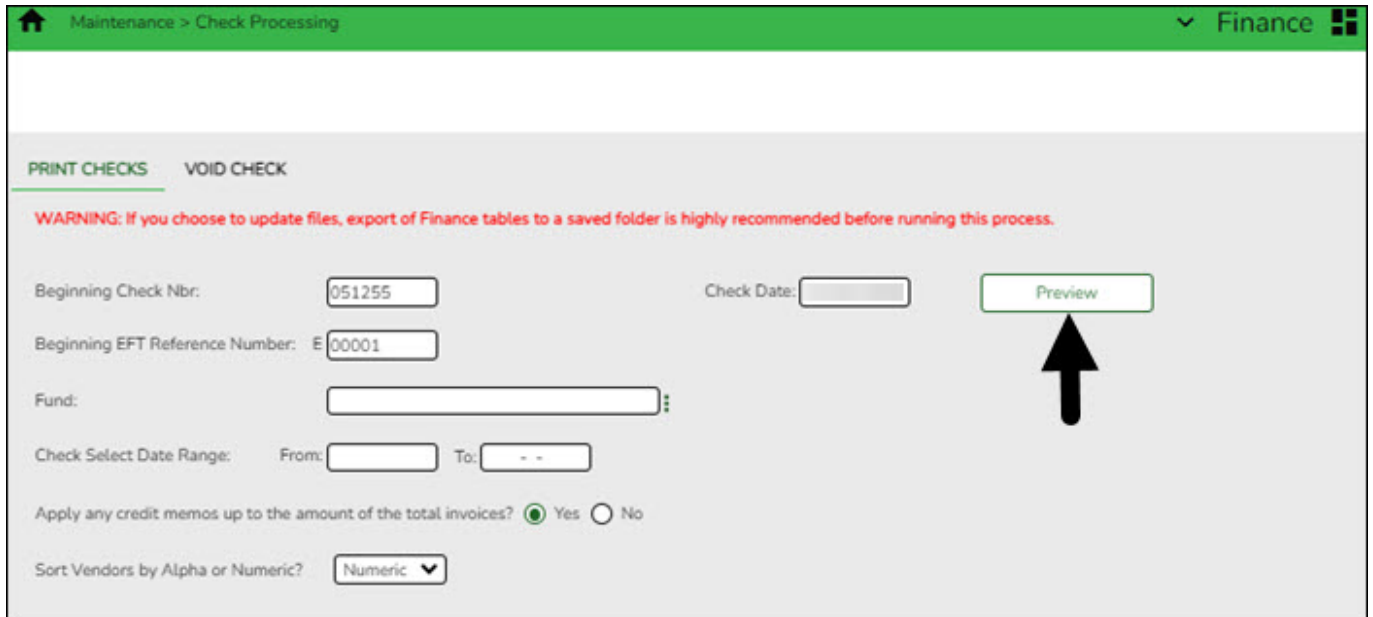 Maintenance > Check Processing Finance
PRINT CHECKS VOID CHECK
WARNING: If you choose to update files, export of Finance tables to a saved folder is highly recommended before running this process.
Beginning Check Nbr: 051255 Check Date: Preview
Beginning EFT Reference Number: E 00001
Fund:
Check Select Date Range: From: To: - -
Apply any credit memos up to the amount of the total invoices? Yes No
Sort Vendors by Alpha or Numeric? Numeric